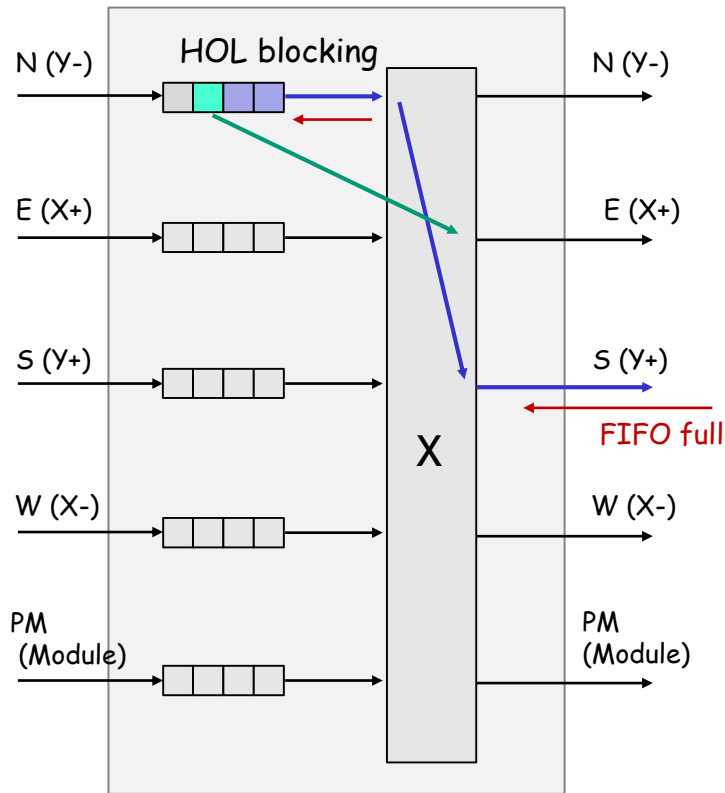 HOL blocking
N (Y-)
N (Y-)
E (X+)
E (X+)
S (Y+)
S (Y+)
FIFO full
X
W (X-)
W (X-)
PM
(Module)
PM
(Module)